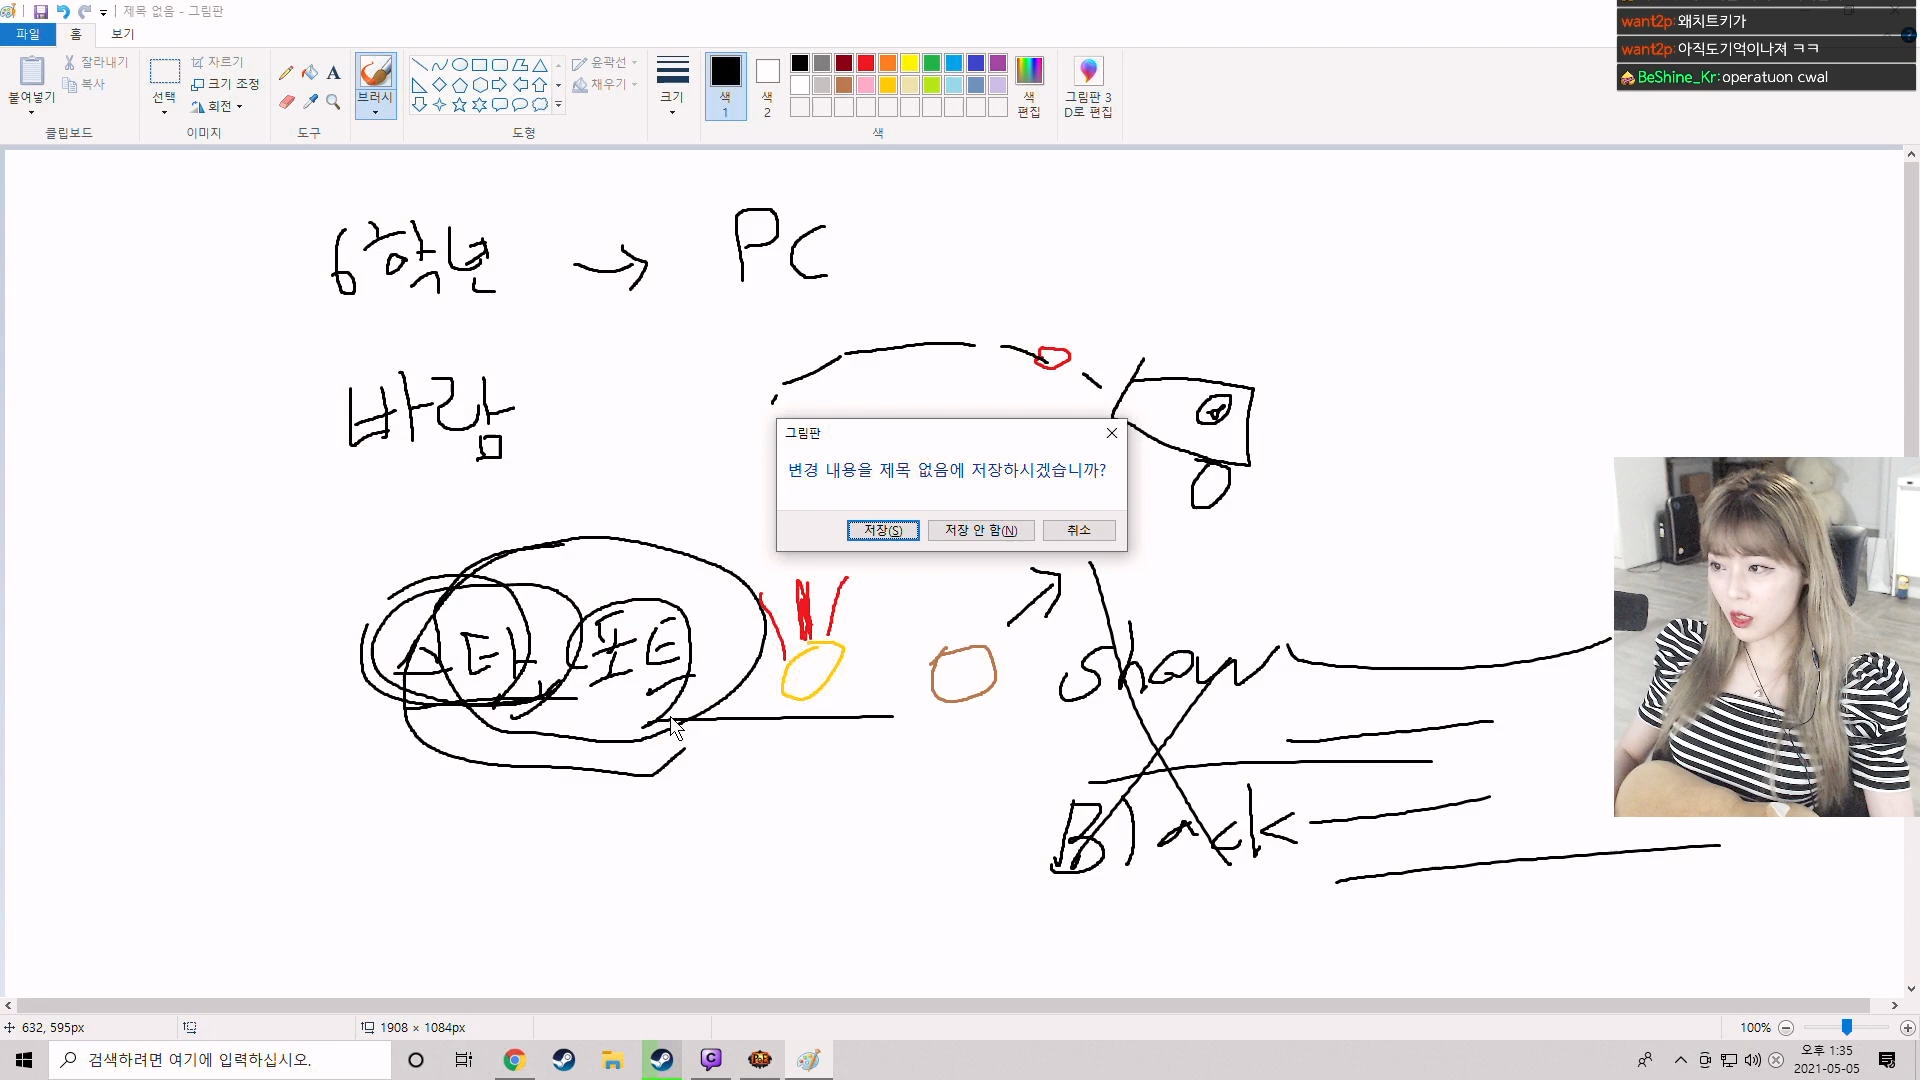 제목 없음 - 그림판
파일 홈 보기
붙여넣기
잘라내기
복사
클립보드
선택
자르기
크기 조정
회전
이미지
A
도구
브러시
윤곽선
채우기
도형
크기
색 1
색 2
색
색 편집
그림판 3D로 편집
want2p: 왜치트키가
want2p: 아직도기억이나져 ㅋㅋ
BeShine_Kr: operatuon cwal
6학년 → PC
바람
그림판
변경 내용을 제목 없음에 저장하시겠습니까?
저장(S) 저장 안 함(N) 취소
스타 포트
show
Black
632, 595px
1908 × 1084px
100%
검색하려면 여기에 입력하십시오.
오후 1:35
2021-05-05